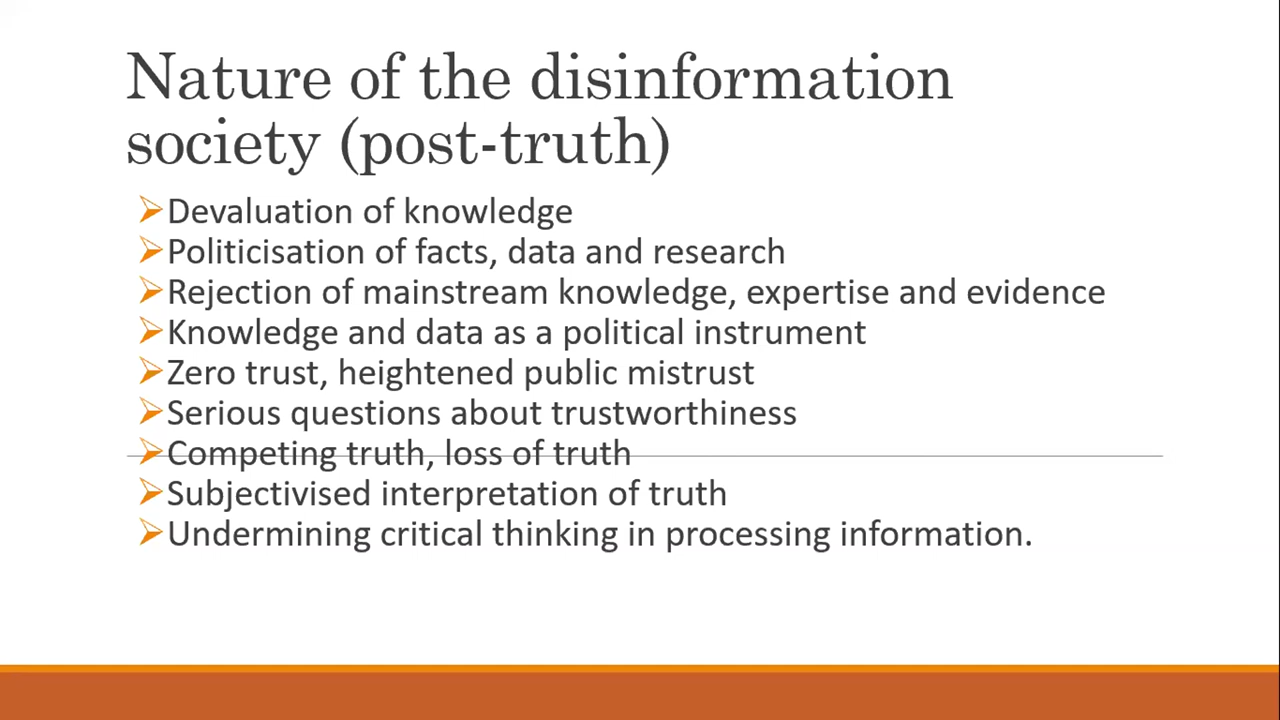 Nature of the disinformation
society (post-truth)
Devaluation of knowledge
Politicisation of facts, data and research
Rejection of mainstream knowledge, expertise and evidence
Knowledge and data as a political instrument
Zero trust, heightened public mistrust
Serious questions about trustworthiness
Competing truth, loss of truth
Subjectivised interpretation of truth
Undermining critical thinking in processing information.